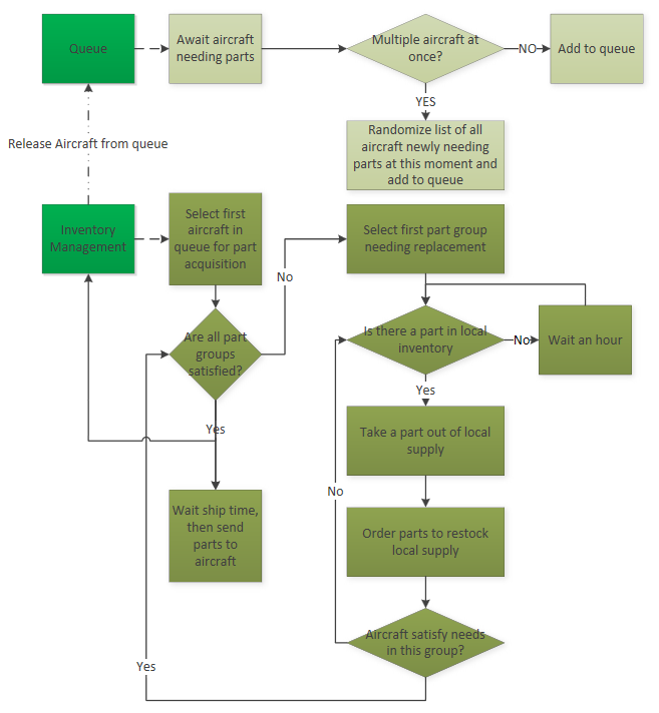 Queue
Await aircraft
needing parts
Multiple aircraft at
once?
NO
Add to queue
YES
Randomize list of all
aircraft newly needing
parts at this moment and
add to queue
Release Aircraft from queue
Inventory
Management
Select first
aircraft in
queue for part
acquisition
Select first part group
needing replacement
No
Are all part
groups
satisfied?
Is there a part in local
inventory
No
Wait an hour
Yes
Yes
Take a part out of local
supply
No
Wait ship time,
then send
parts to
aircraft
Order parts to restock
local supply
Aircraft satisfy needs
in this group?
Yes